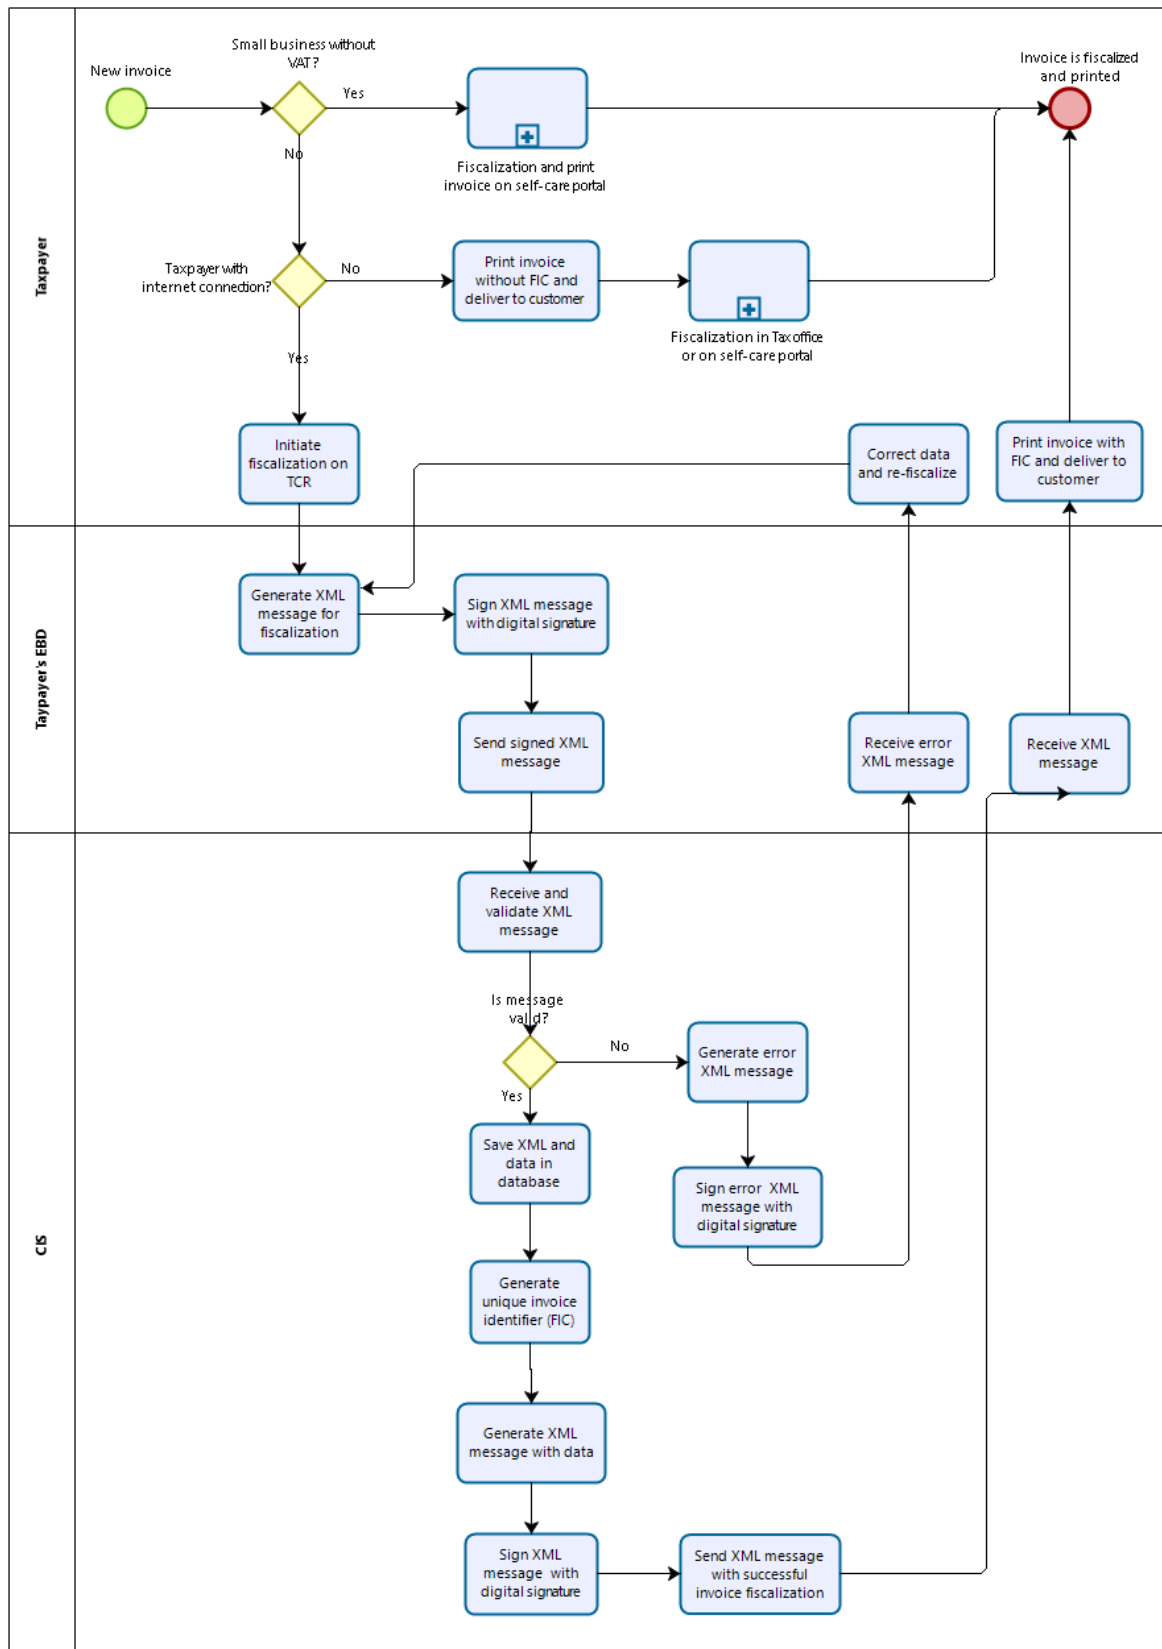 Small business without
VAT?
New invoice
Yes
No
Invoice is fiscalized
and printed
Fiscalization and print
invoice on self-care portal
Taxpayer
Taxpayer with
internet connection?
No
Yes
Print invoice
without FIC and
deliver to customer
Fiscalization in Tax office
or on self-care portal
Initiate
fiscalization on
TCR
Correct data
and re-fiscalize
Print invoice with
FIC and deliver to
customer
Taypayer's EBD
Generate XML
message for
fiscalization
Sign XML message
with digital signature
Send signed XML
message
Receive error
XML message
Receive XML
message
CIS
Receive and
validate XML
message
Is message
valid?
No
Yes
Generate error
XML message
Save XML and
data in
database
Sign error XML
message with
digital signature
Generate
unique invoice
identifier (FIC)
Generate XML
message with data
Sign XML
message with
digital signature
Send XML message
with successful
invoice fiscalization